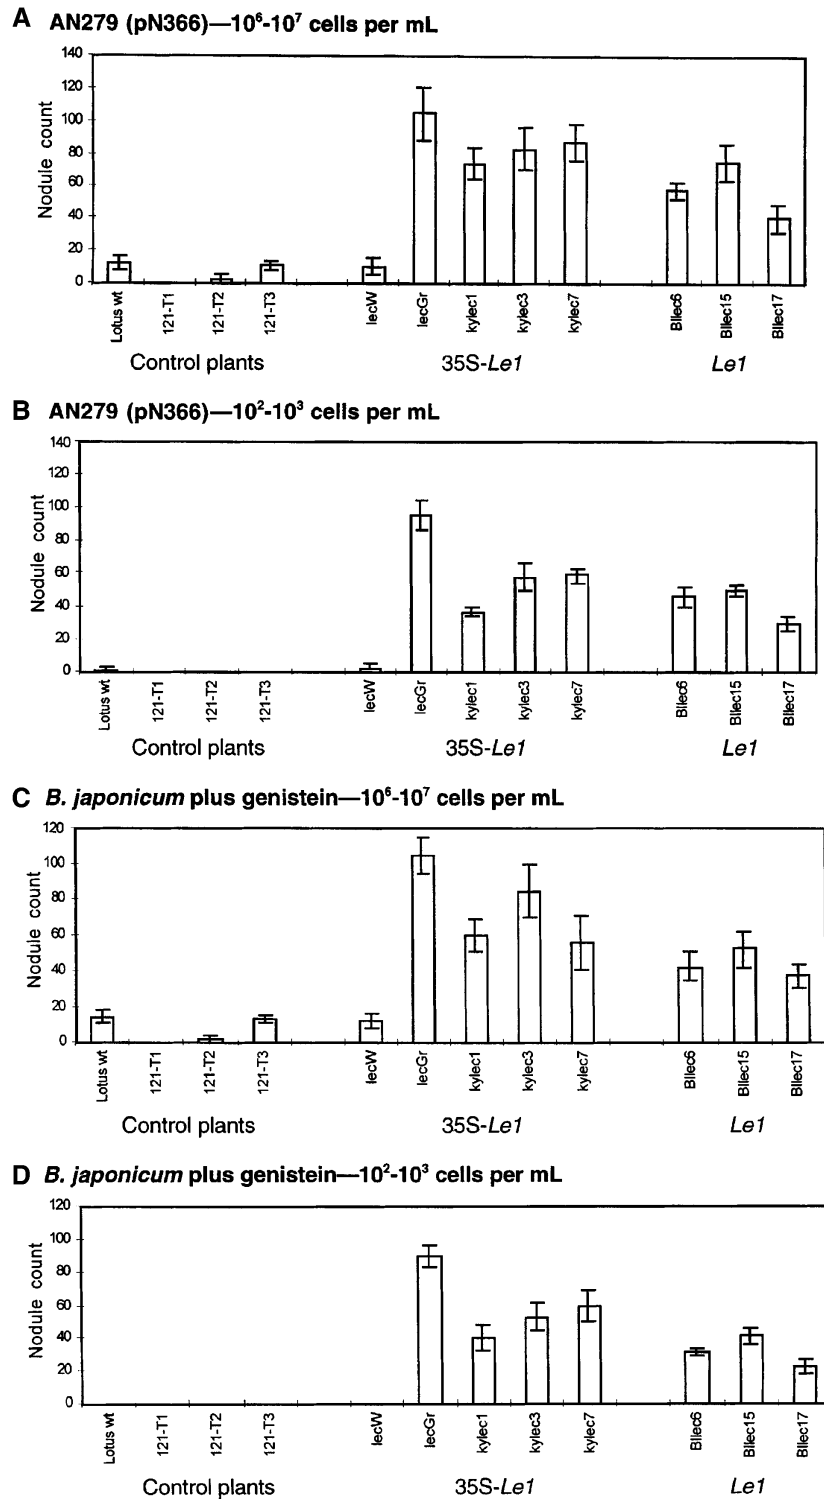 A AN279 (pN366)—10⁶-10⁷ cells per mL
Nodule count
140
120
100
80
60
40
20
0
Lotus wt 121-T1 121-T2 121-T3 lecW lecGr kylec1 kylec3 kylec7 Bllec6 Bllec15 Bllec17
Control plants 35S-Le1 Le1
B AN279 (pN366)—10²-10³ cells per mL
Nodule count
140
120
100
80
60
40
20
0
Lotus wt 121-T1 121-T2 121-T3 lecW lecGr kylec1 kylec3 kylec7 Bllec6 Bllec15 Bllec17
Control plants 35S-Le1 Le1
C B. japonicum plus genistein—10⁶-10⁷ cells per mL
Nodule count
120
100
80
60
40
20
0
Lotus wt 121-T1 121-T2 121-T3 lecW lecGr kylec1 kylec3 kylec7 Bllec6 Bllec15 Bllec17
Control plants 35S-Le1 Le1
D B. japonicum plus genistein—10²-10³ cells per mL
Nodule count
120
100
80
60
40
20
0
Lotus wt 121-T1 121-T2 121-T3 lecW lecGr kylec1 kylec3 kylec7 Bllec6 Bllec15 Bllec17
Control plants 35S-Le1 Le1